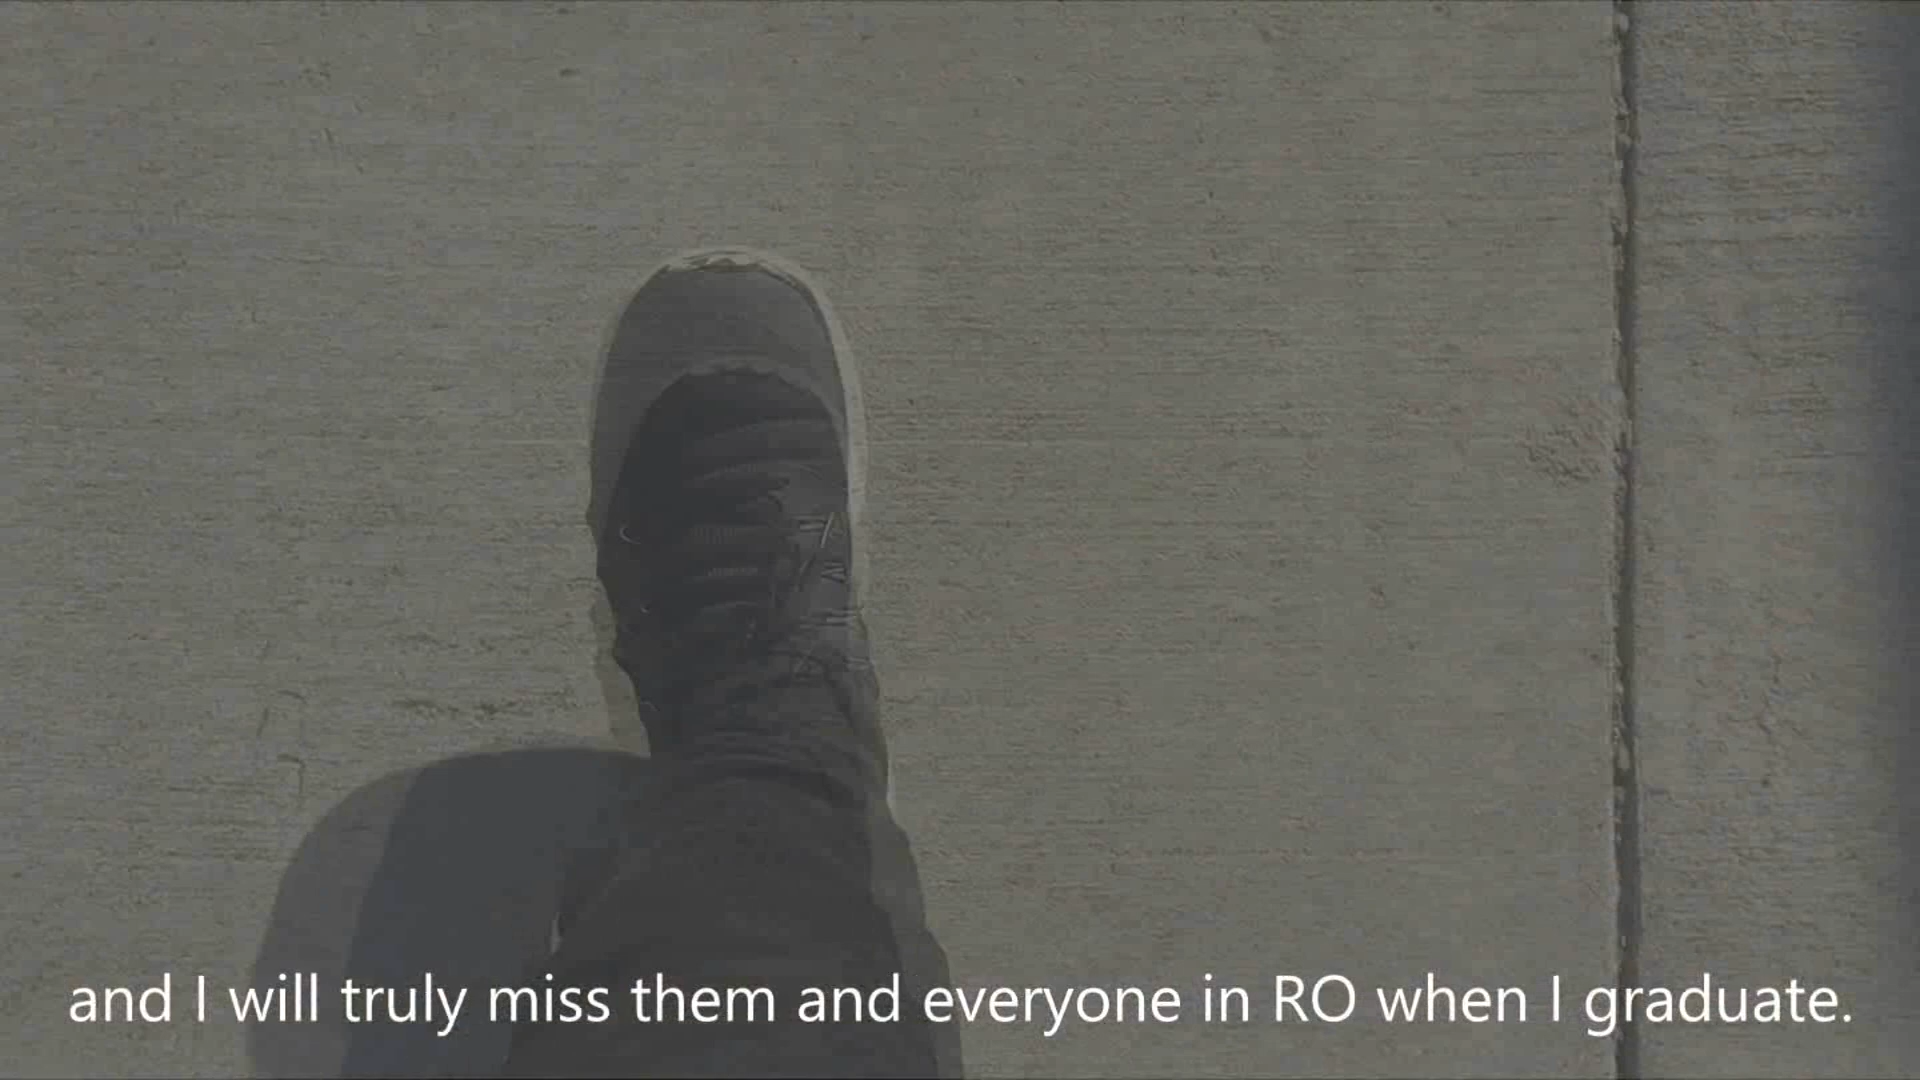 and I will truly miss them and everyone in RO when I graduate.